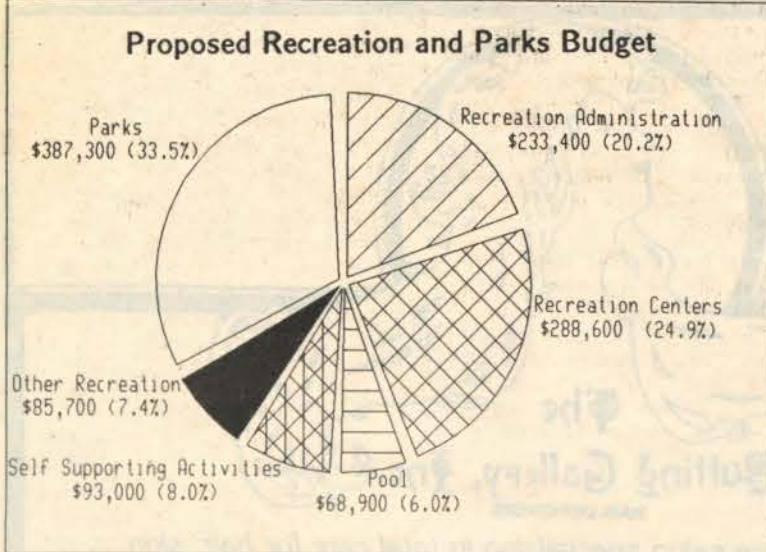 Proposed Recreation and Parks Budget
Parks
$387,300 (33.5%)
Recreation Administration
$233,400 (20.2%)
Recreation Centers
$288,600 (24.9%)
Other Recreation
$85,700 (7.4%)
Self Supporting Activities
$93,000 (8.0%)
Pool
$68,900 (6.0%)
The
Gallery,